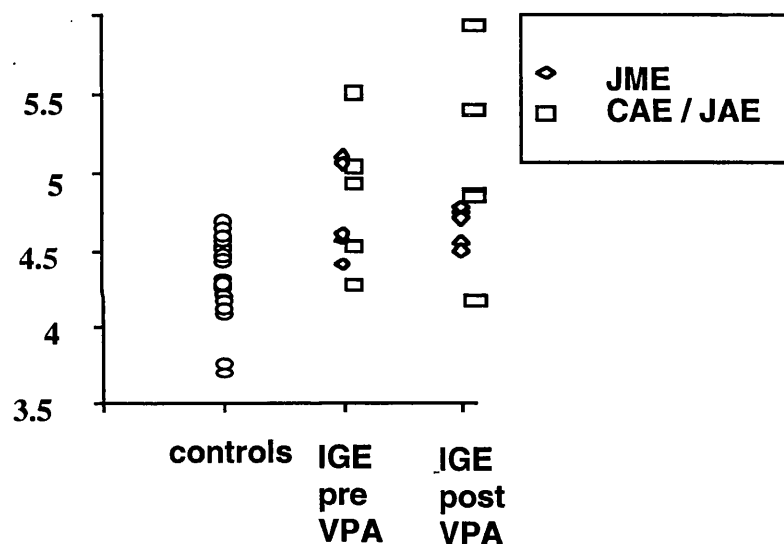 JME
CAE / JAE
5.5
5
4.5
4
3.5
controls
IGE
pre
VPA
IGE
post
VPA